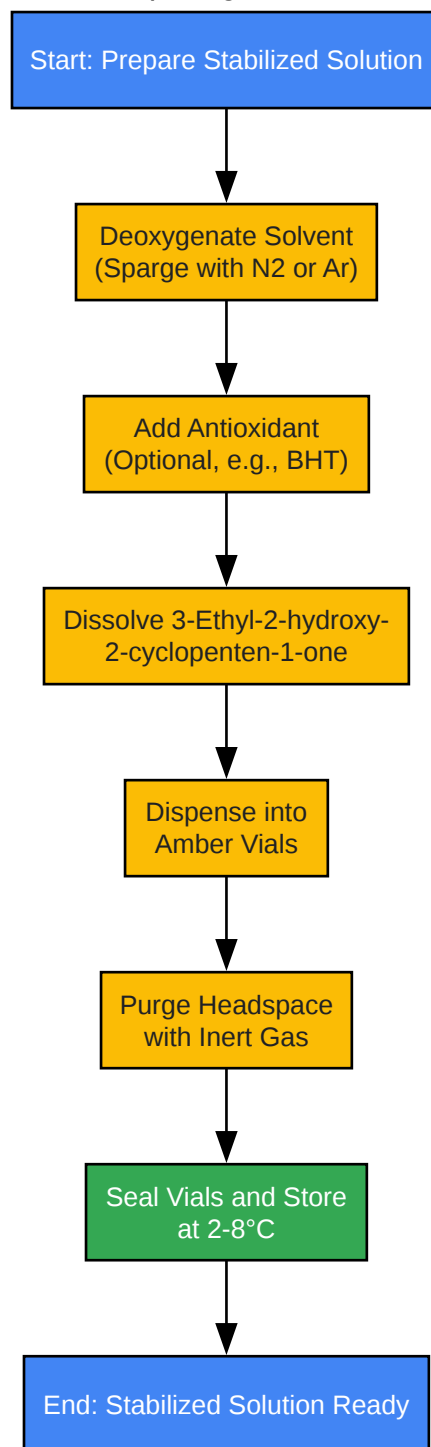 Start: Prepare Stabilized Solution
Deoxygenate Solvent
(Sparge with N2 or Ar)
Add Antioxidant
(Optional, e.g., BHT)
Dissolve 3-Ethyl-2-hydroxy-
2-cyclopenten-1-one
Dispense into
Amber Vials
Purge Headspace
with Inert Gas
Seal Vials and Store
at 2-8°C
End: Stabilized Solution Ready